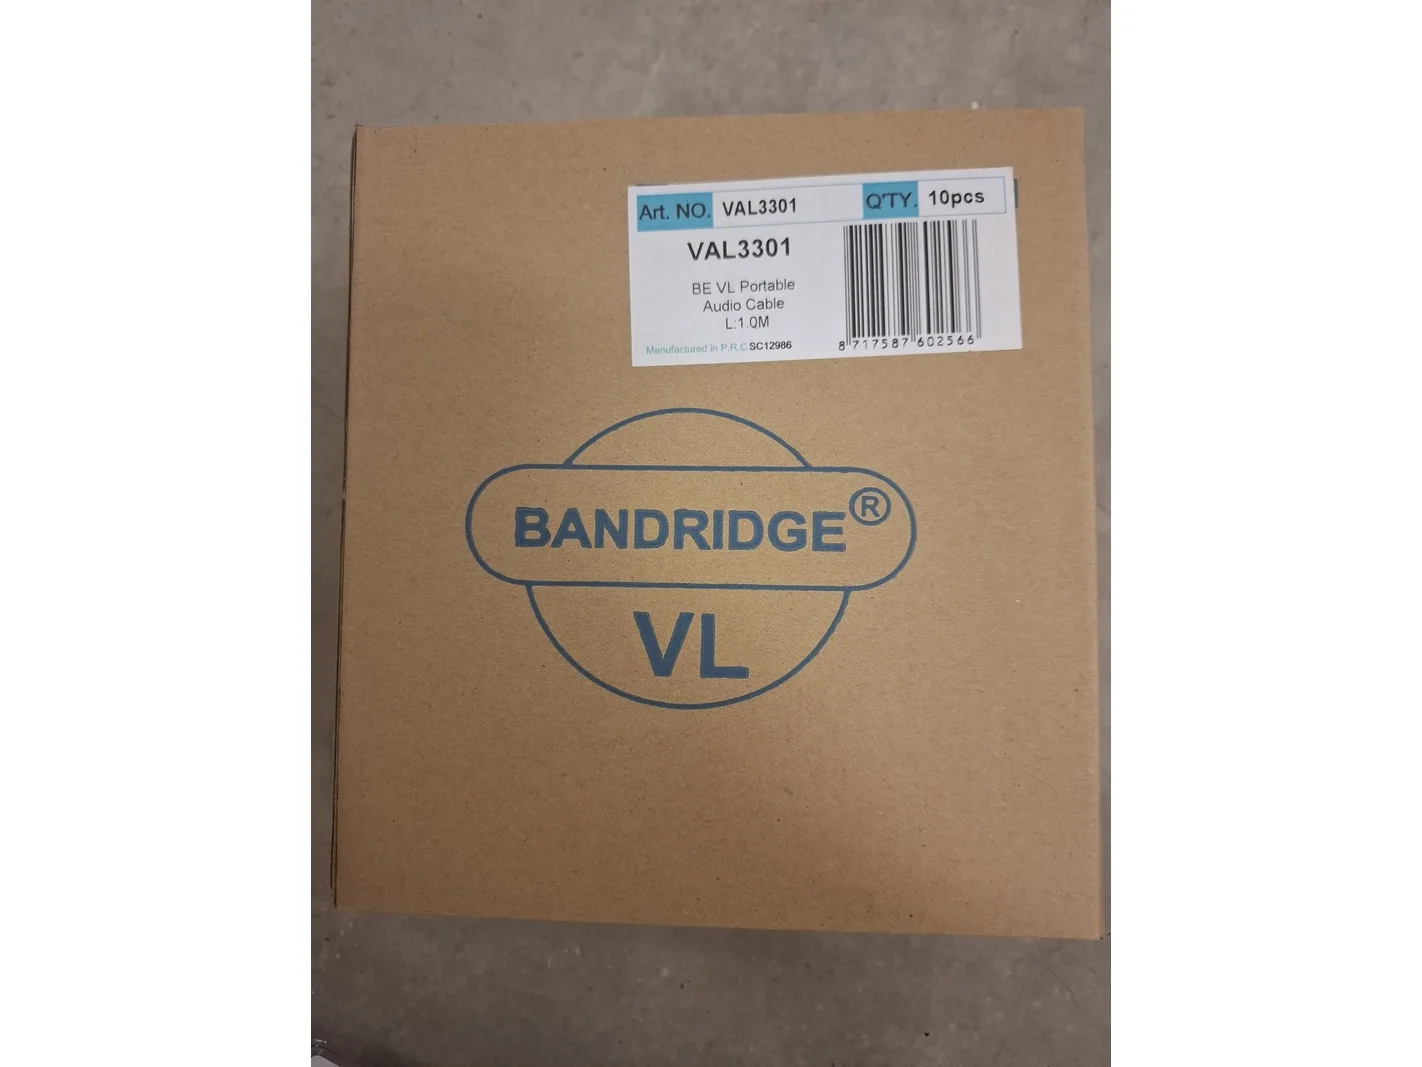 Art. NO. VAL3301 Q'TY. 10pcs
VAL3301
BE VL Portable
Audio Cable
L:1.0M
Manufactured in P.R.C SC12986
8 717587 602566
BANDRIDGE®
VL